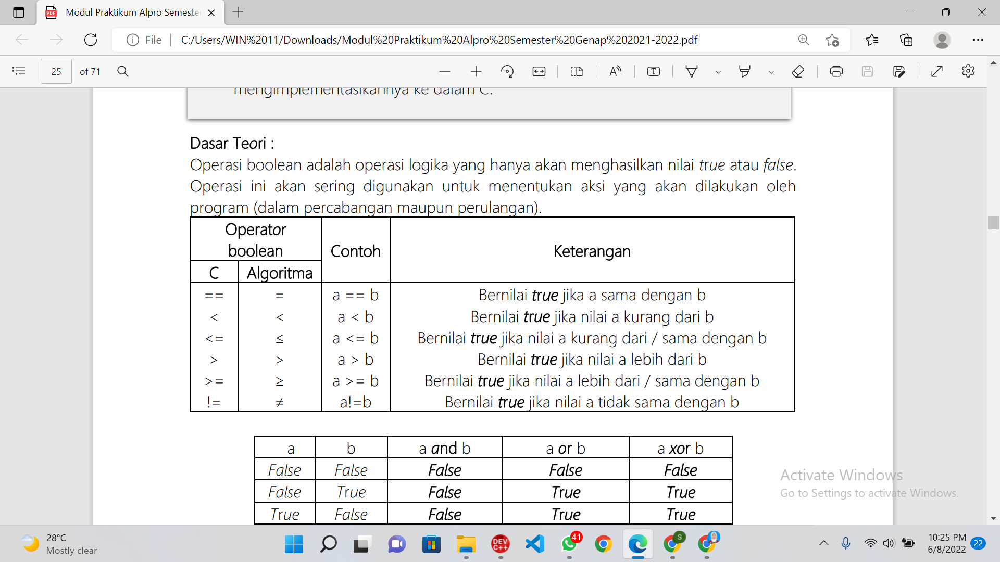 Modul Praktikum Alpro Semeste
File
C:/Users/WIN%2011/Downloads/Modul%20Praktikum%20Alpro%20Semester%20Genap%202021-2022.pdf
25 of 71
mengimplementasikannya ke dalam C.
Dasar Teori :
Operasi boolean adalah operasi logika yang hanya akan menghasilkan nilai true atau false.
Operasi ini akan sering digunakan untuk menentukan aksi yang akan dilakukan oleh
program (dalam percabangan maupun perulangan).
Operator
boolean
Contoh
Keterangan
C Algoritma
== = a == b Bernilai true jika a sama dengan b
< < a < b Bernilai true jika nilai a kurang dari b
<= ≤ a <= b Bernilai true jika nilai a kurang dari / sama dengan b
> > a > b Bernilai true jika nilai a lebih dari b
>= ≥ a >= b Bernilai true jika nilai a lebih dari / sama dengan b
!= ≠ a!=b Bernilai true jika nilai a tidak sama dengan b
a b a and b a or b a xor b
False False False False False
False True False True True
True False False True True
Activate Windows
Go to Settings to activate Windows.
28°C
Mostly clear
DEV
C++
41
S
10:25 PM
6/8/2022
22